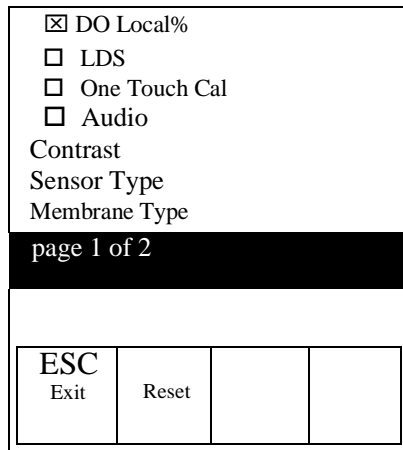 ☒ DO Local%
☐ LDS
☐ One Touch Cal
☐ Audio
Contrast
Sensor Type
Membrane Type
page 1 of 2
ESC
Exit Reset